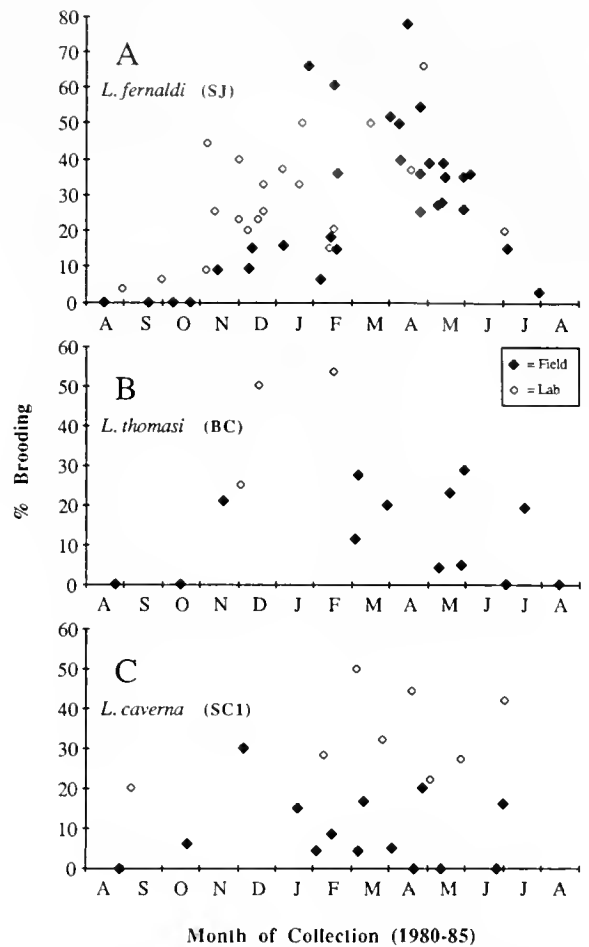 80
70
60
50
40
30
20
10
0
A
L. fernaldi (SJ)
A S O N D J F M A M J J A
60
50
40
30
20
10
0
B
L. thomasi (BC)
◆ = Field
◇ = Lab
A S O N D J F M A M J J A
% Brooding
60
50
40
30
20
10
0
C
L. caverna (SC1)
A S O N D J F M A M J J A
Month of Collection (1980-85)